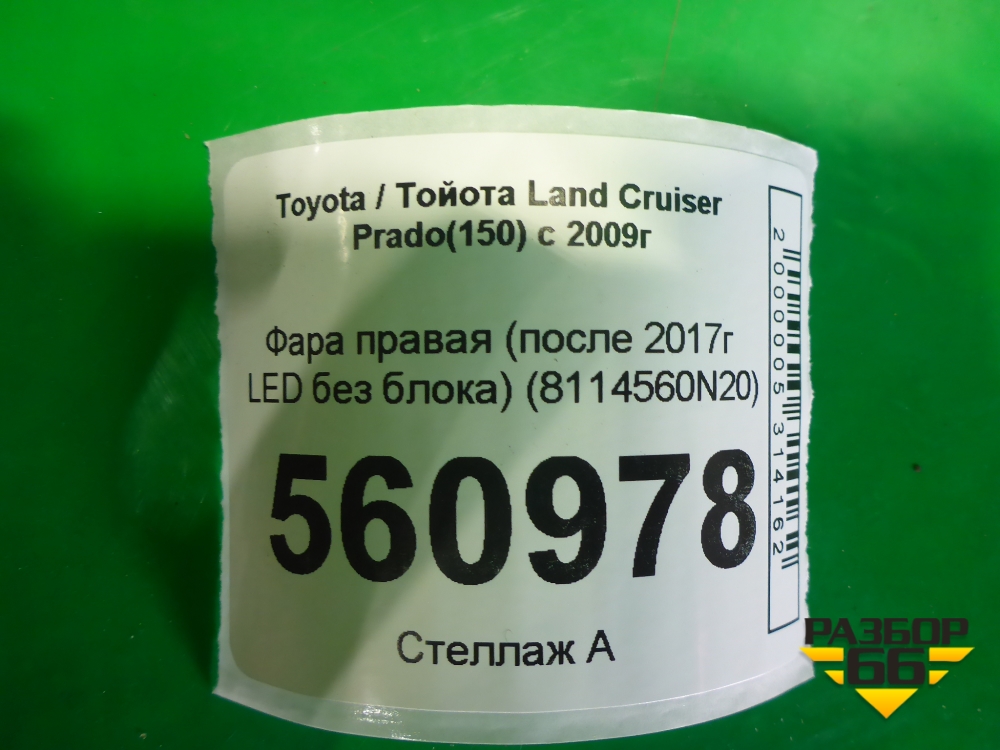 Toyota / Тойота Land Cruiser
Prado(150) с 2009г
Фара правая (после 2017г
LED без блока) (8114560N20)
560978
Стеллаж А
2000005314162
РАЗБОР
66